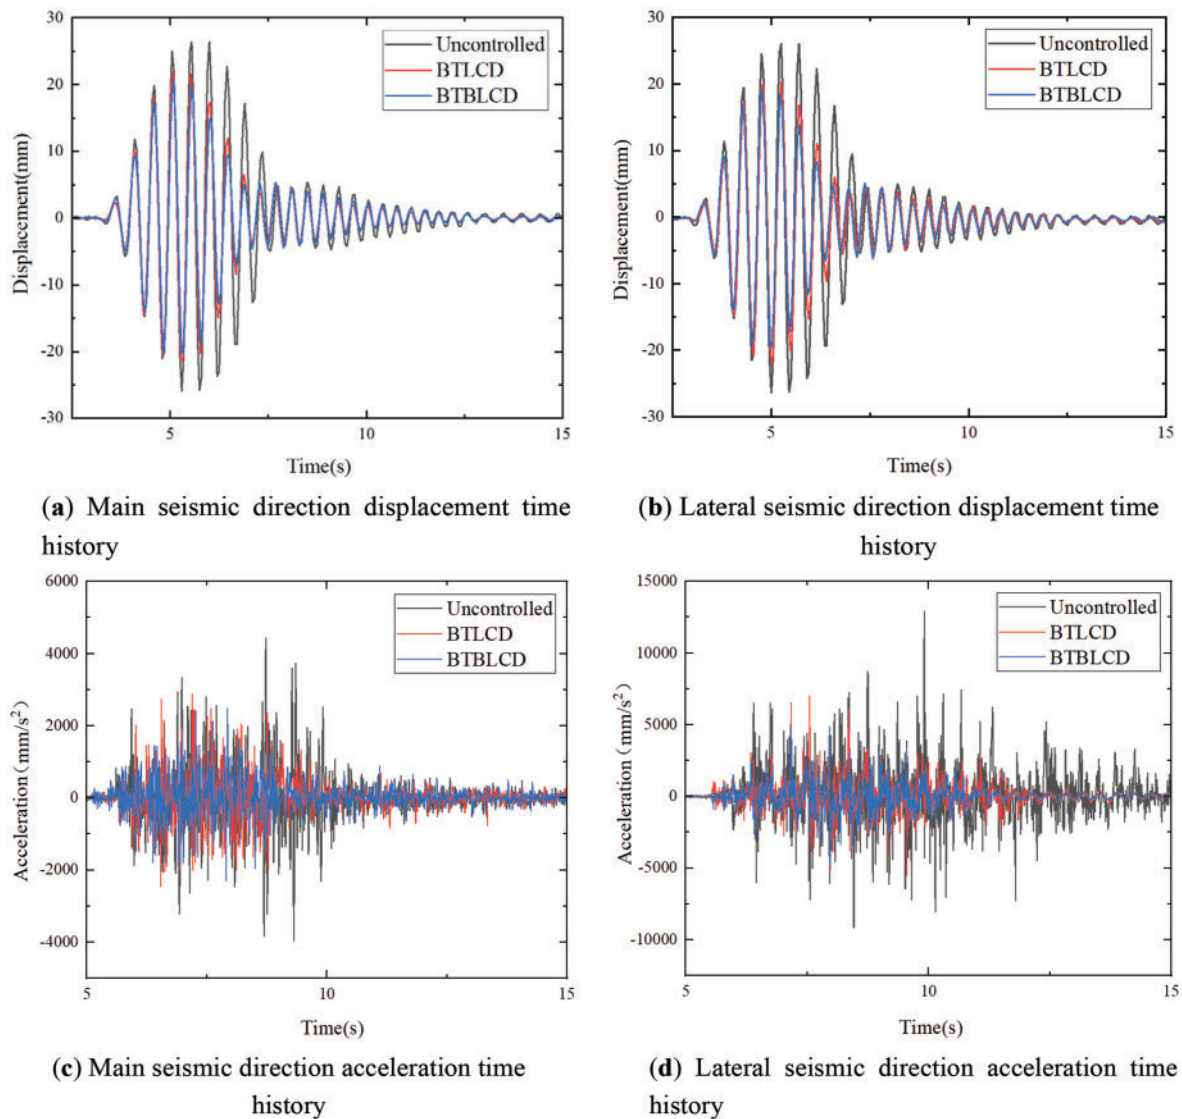 30
20
10
0
-10
-20
-30
Displacement(mm)
5
10
15
Time(s)
Uncontrolled
BTLCD
BTBLCD
(a) Main seismic direction displacement time
history
30
20
10
0
-10
-20
-30
Displacement(mm)
5
10
15
Time(s)
Uncontrolled
BTLCD
BTBLCD
(b) Lateral seismic direction displacement time
history
6000
4000
2000
0
-2000
-4000
Acceleration（mm/s²）
5
10
15
Time(s)
Uncontrolled
BTLCD
BTBLCD
(c) Main seismic direction acceleration time
history
15000
10000
5000
0
-5000
-10000
Acceleration（mm/s²）
5
10
15
Time(s)
Uncontrolled
BTLCD
BTBLCD
(d) Lateral seismic direction acceleration time
history